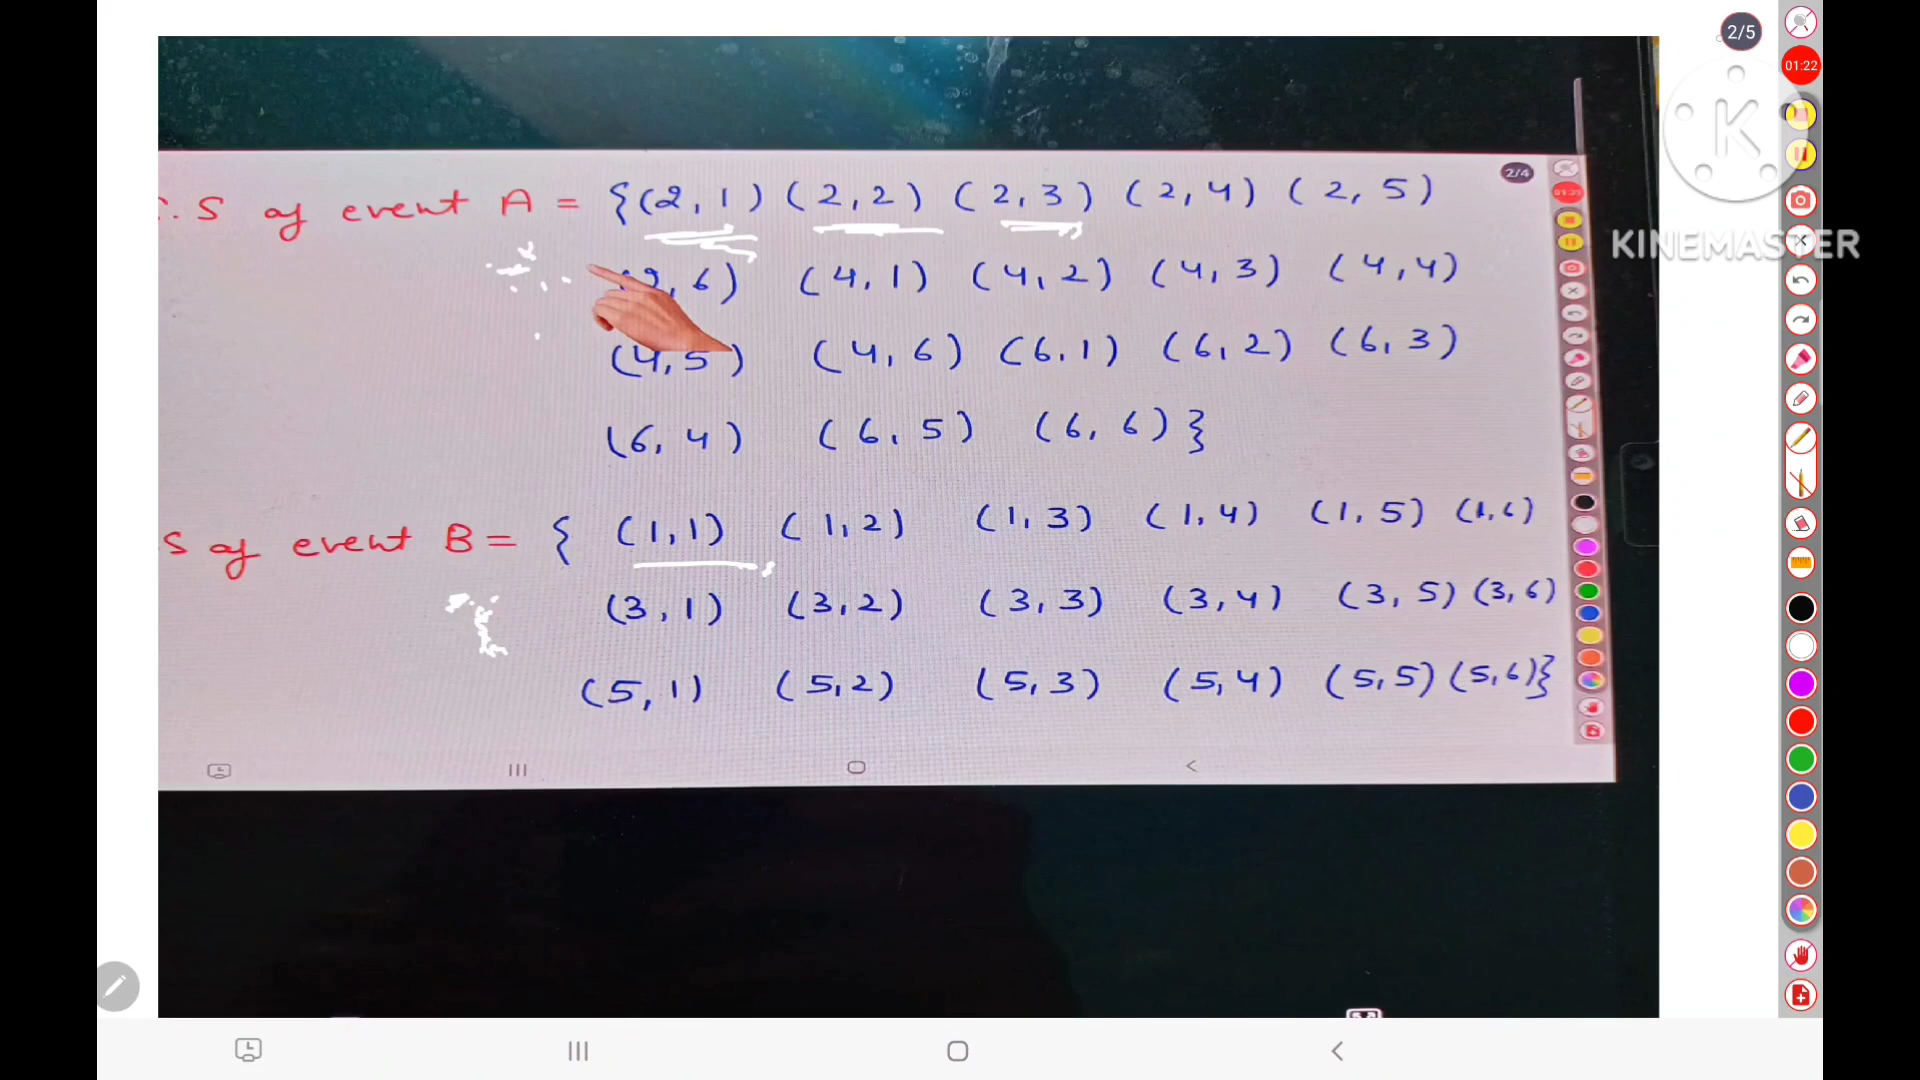 2/5
01:22
KINEMASTER
2/4
.S of event A = {(2,1) (2,2) (2,3) (2,4) (2,5)
(2,6) (4,1) (4,2) (4,3) (4,4)
(4,5) (4,6) (6,1) (6,2) (6,3)
(6,4) (6,5) (6,6)}
S of event B = { (1,1) (1,2) (1,3) (1,4) (1,5) (1,6)
(3,1) (3,2) (3,3) (3,4) (3,5) (3,6)
(5,1) (5,2) (5,3) (5,4) (5,5) (5,6)}